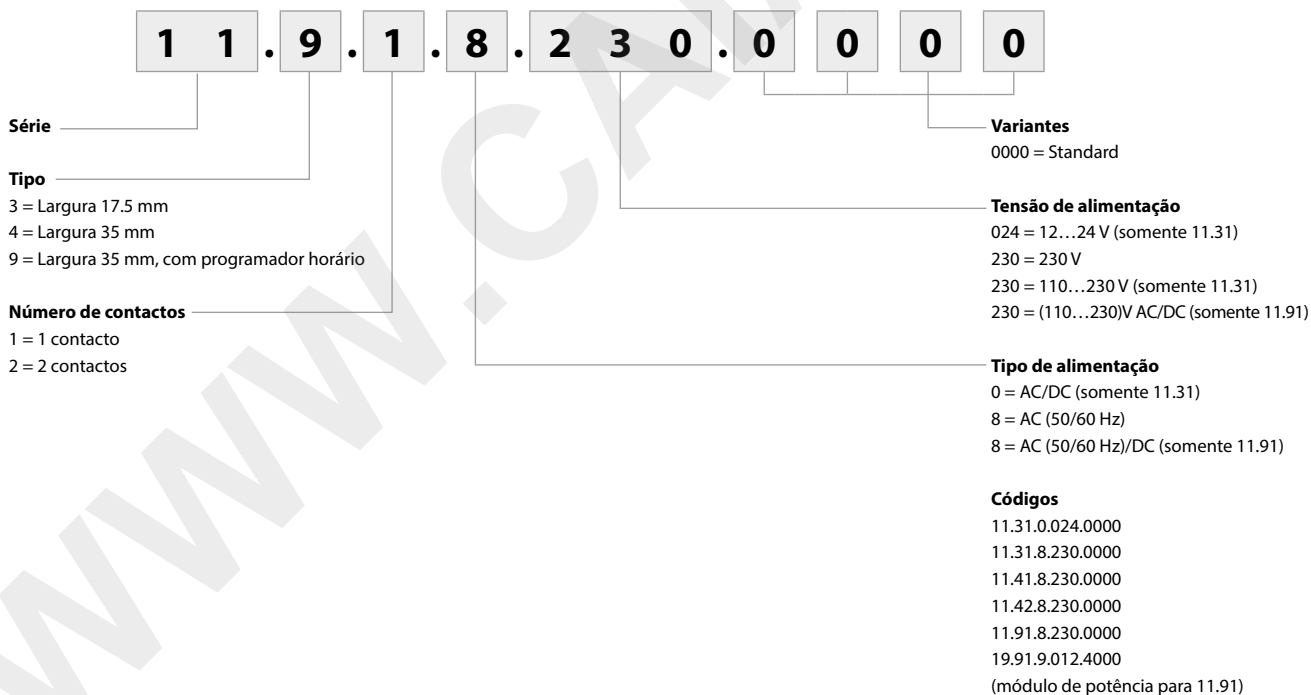 1 1 . 9 . 1 . 8 . 2 3 0 . 0 0 0 0
Série
Tipo
3 = Largura 17.5 mm
4 = Largura 35 mm
9 = Largura 35 mm, com programador horário
Número de contactos
1 = 1 contacto
2 = 2 contactos
Variantes
0000 = Standard
Tensão de alimentação
024 = 12…24 V (somente 11.31)
230 = 230 V
230 = 110…230 V (somente 11.31)
230 = (110…230)V AC/DC (somente 11.91)
Tipo de alimentação
0 = AC/DC (somente 11.31)
8 = AC (50/60 Hz)
8 = AC (50/60 Hz)/DC (somente 11.91)
Códigos
11.31.0.024.0000
11.31.8.230.0000
11.41.8.230.0000
11.42.8.230.0000
11.91.8.230.0000
19.91.9.012.4000
(módulo de potência para 11.91)